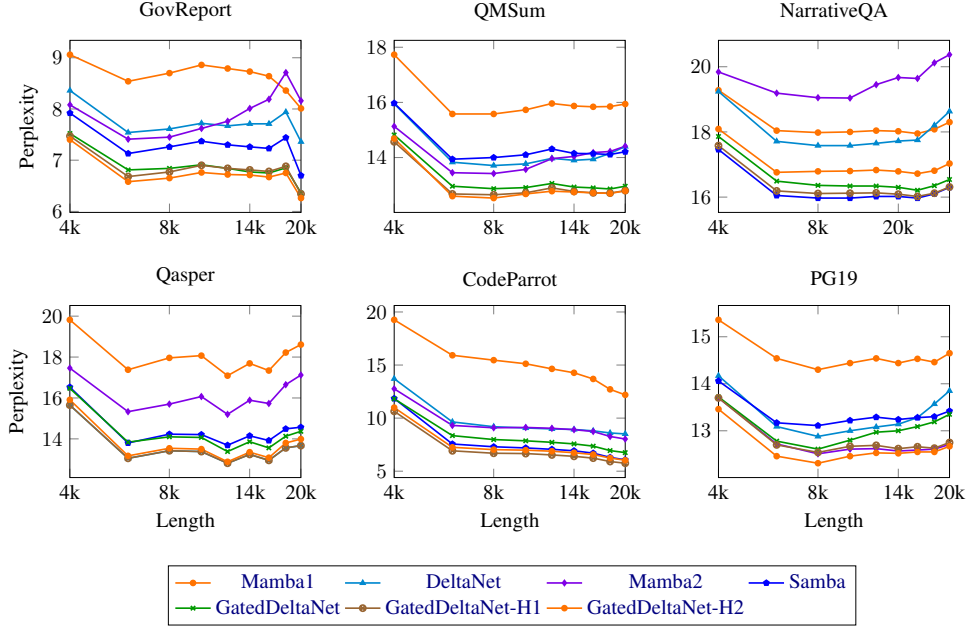 GovReport QMSum NarrativeQA
Perplexity
9
8
7
6
4k 8k 14k 20k
18
16
14
4k 8k 14k 20k
20
18
16
4k 8k 14k 20k
Qasper CodeParrot PG19
Perplexity
20
18
16
14
4k 8k 14k 20k
Length
20
15
10
5
4k 8k 14k 20k
Length
15
14
13
4k 8k 14k 20k
Length
Mamba1 DeltaNet Mamba2 Samba
GatedDeltaNet GatedDeltaNet-H1 GatedDeltaNet-H2